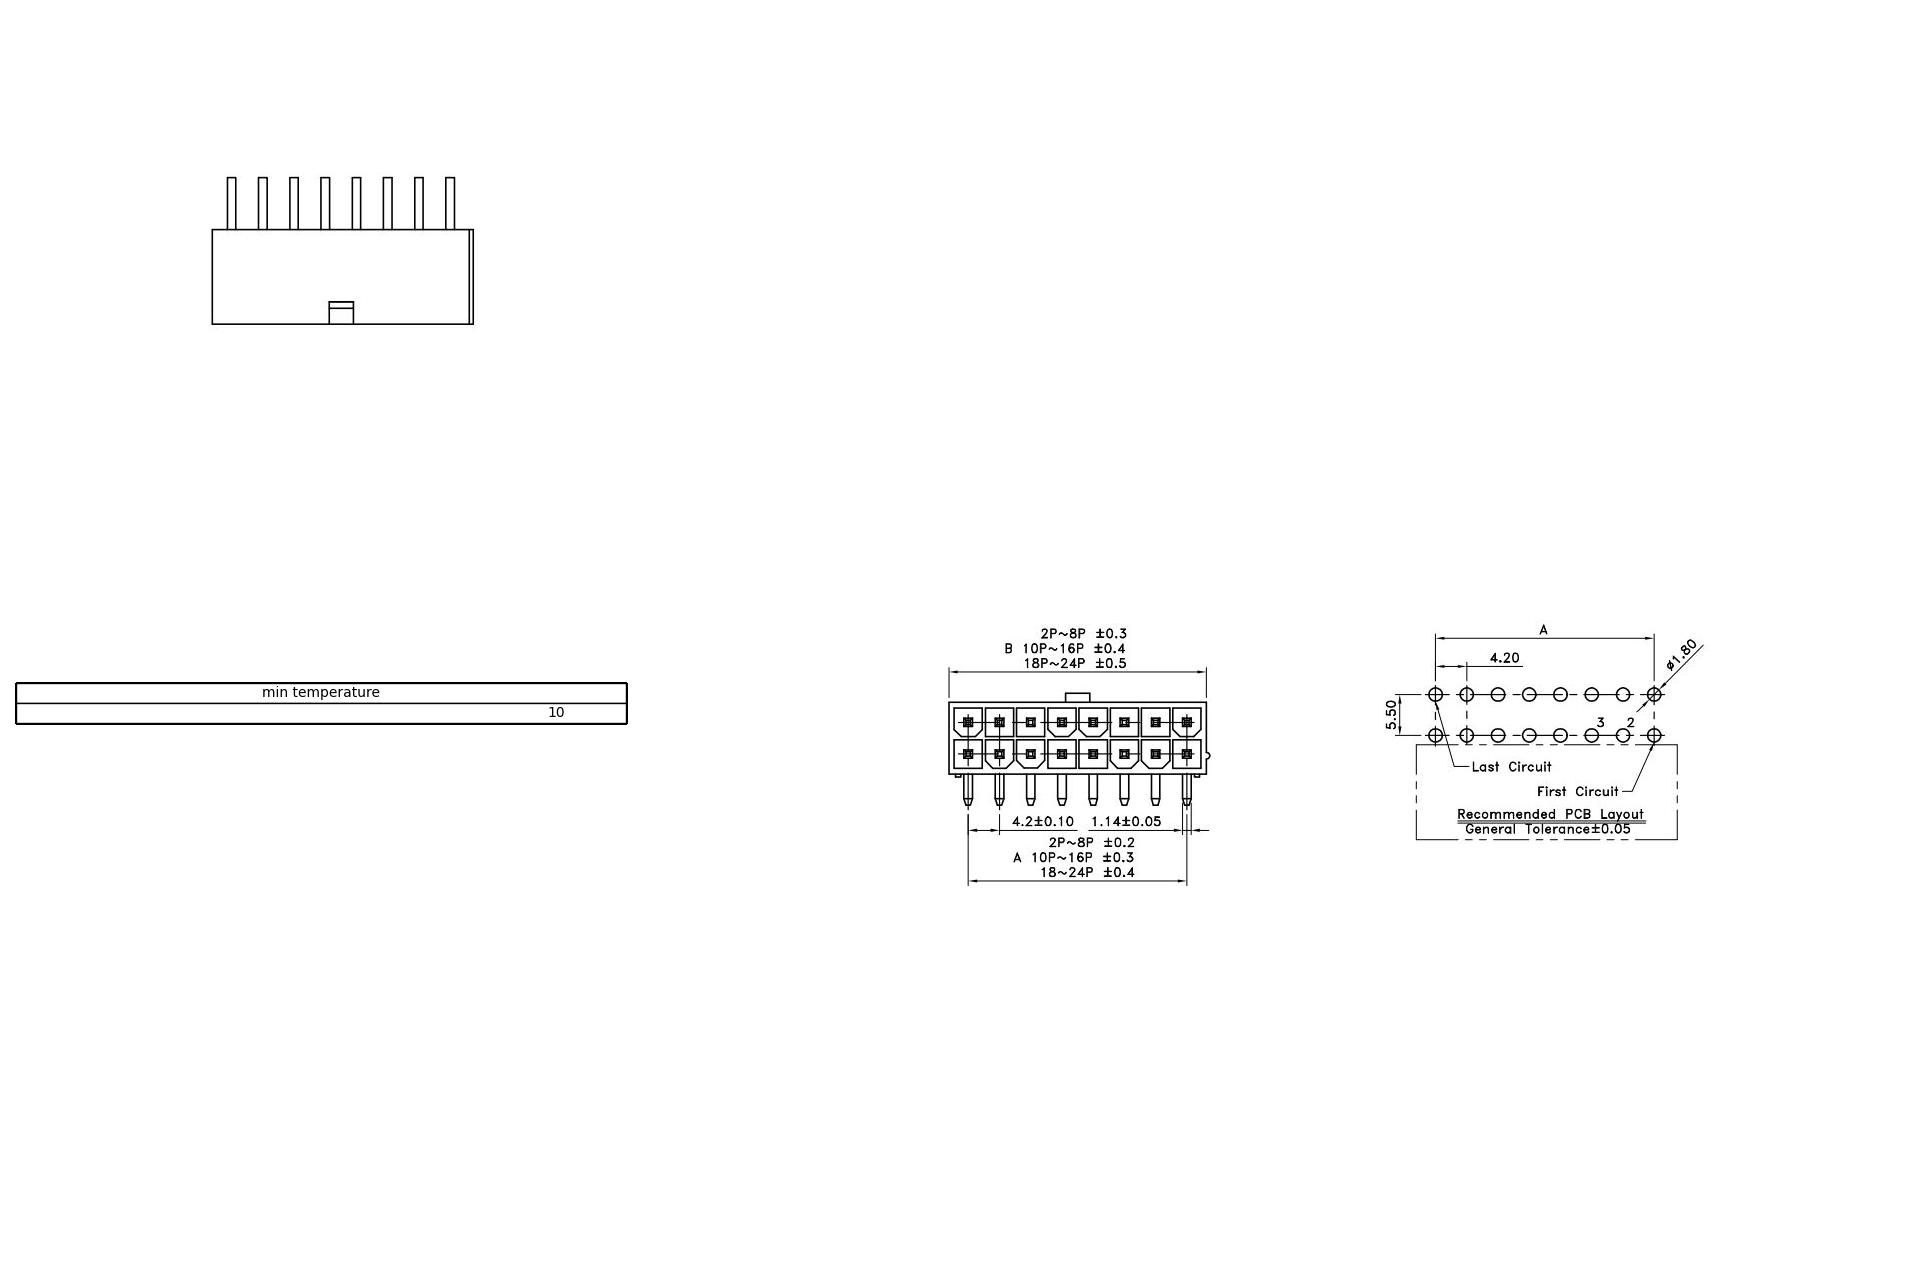 min temperature
10
2P~8P ±0.3
B 10P~16P ±0.4
18P~24P ±0.5
4.2±0.10
1.14±0.05
2P~8P ±0.2
A 10P~16P ±0.3
18~24P ±0.4
A
4.20
ø1.80
5.50
3 2
Last Circuit
First Circuit
Recommended PCB Layout
General Tolerance±0.05